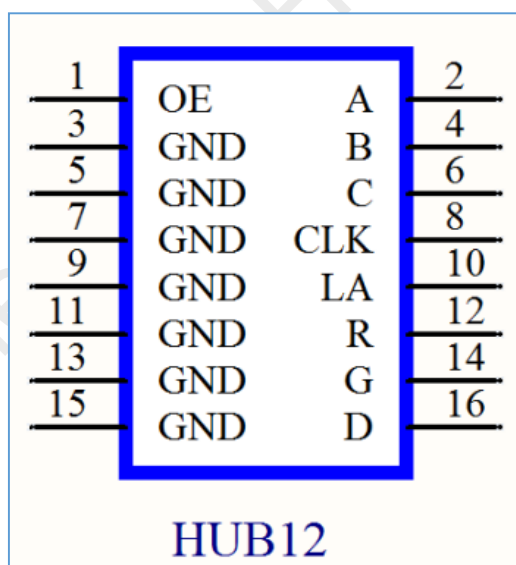 1 OE A 2
3 GND B 4
5 GND C 6
7 GND CLK 8
9 GND LA 10
11 GND R 12
13 GND G 14
15 GND D 16
HUB12